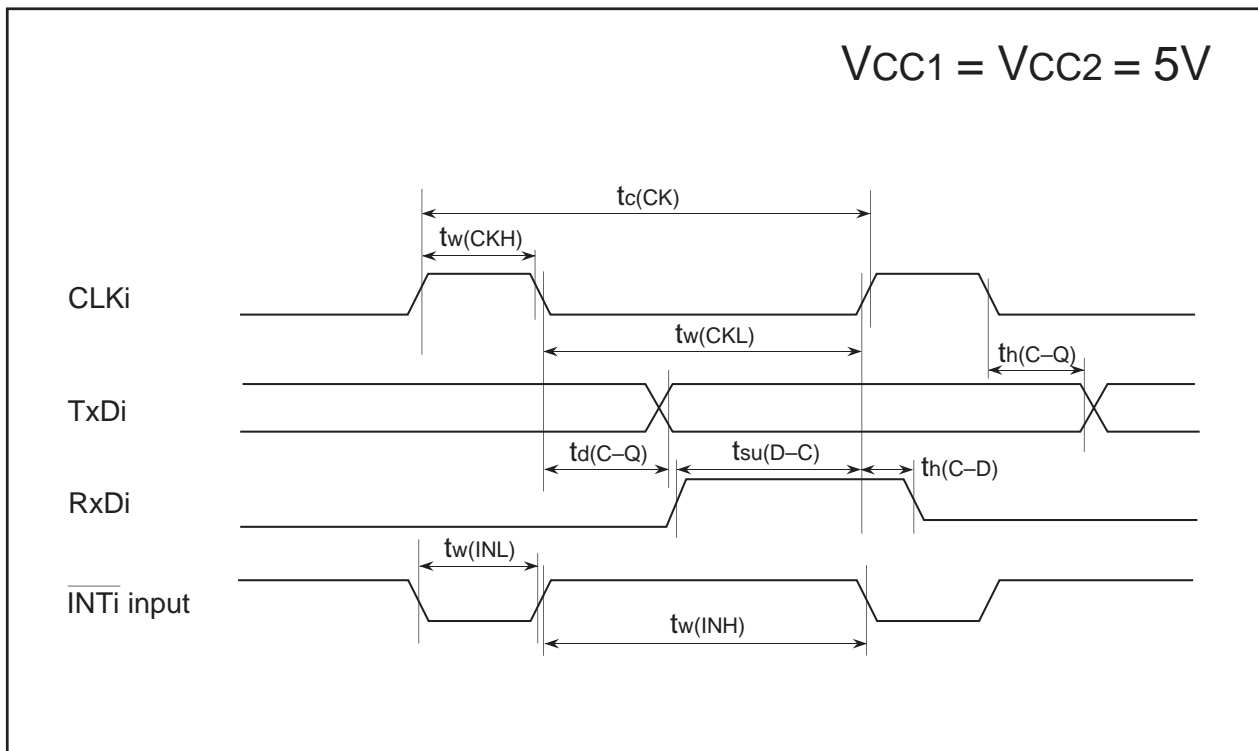 VCC1 = VCC2 = 5V
tc(CK)
tw(CKH)
CLKi
tw(CKL)
th(C–Q)
TxDi
td(C–Q)
tsu(D–C)
th(C–D)
RxDi
tw(INL)
INTi input
tw(INH)